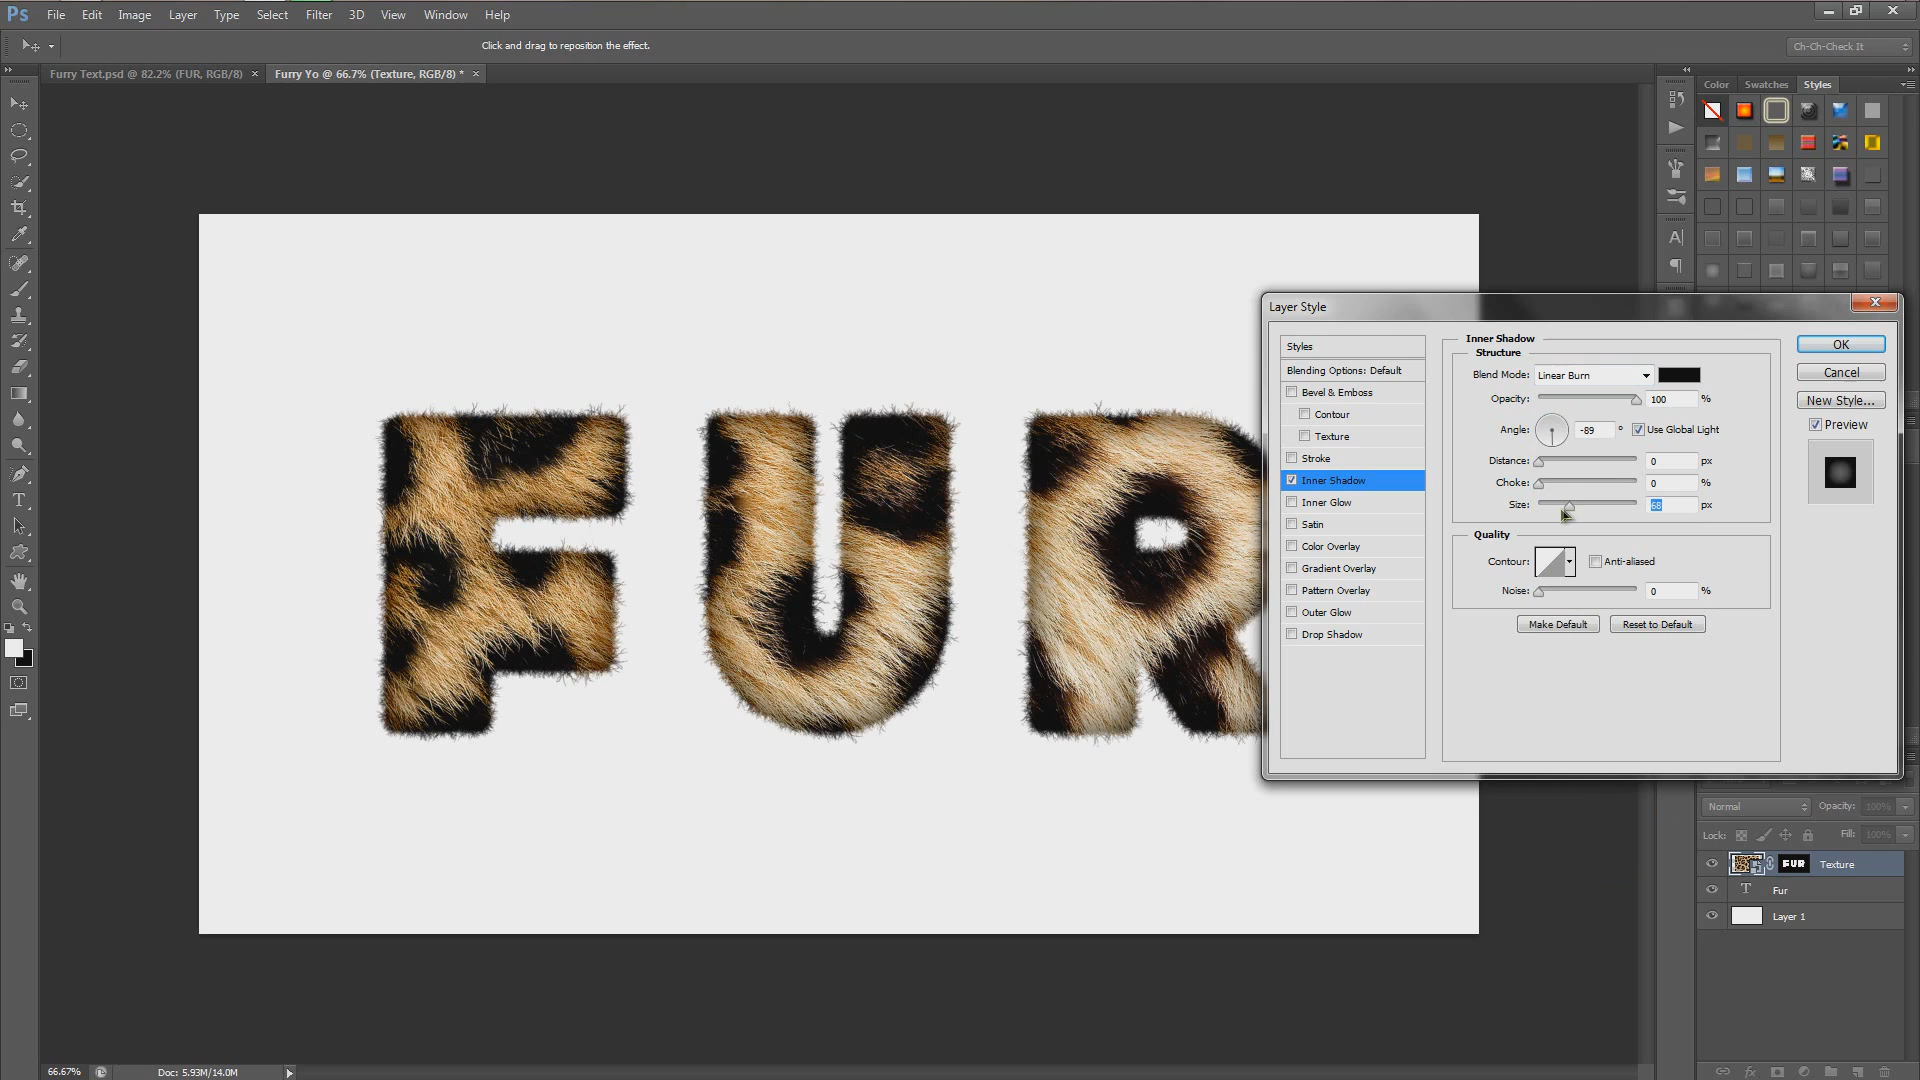 Ps File Edit Image Layer Type Select Filter 3D View Window Help
Click and drag to reposition the effect.
Ch-Ch-Check It
Furry Text.psd @ 82.2% (FUR, RGB/8) × Furry Yo @ 66.7% (Texture, RGB/8) * ×
Color Swatches Styles
FUR
Layer Style
Styles
Blending Options: Default
Bevel & Emboss
Contour
Texture
Stroke
Inner Shadow
Inner Glow
Satin
Color Overlay
Gradient Overlay
Pattern Overlay
Outer Glow
Drop Shadow
Inner Shadow
Structure
Blend Mode: Linear Burn
Opacity: 100 %
Angle: -89 ° Use Global Light
Distance: 0 px
Choke: 0 %
Size: 68 px
Quality
Contour: Anti-aliased
Noise: 0 %
Make Default Reset to Default
OK
Cancel
New Style...
Preview
Normal Opacity: 100%
Lock: Fill: 100%
FUR Texture
T Fur
Layer 1
66.67% Doc: 5.93M/14.0M